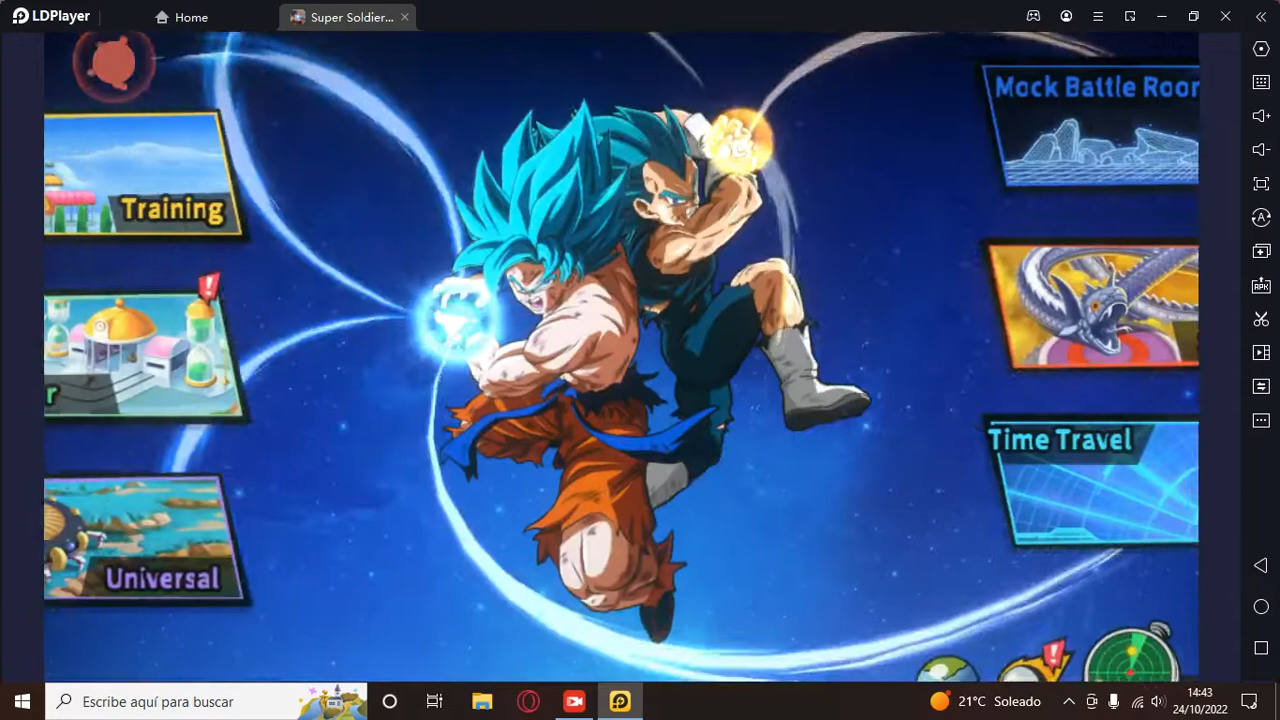 LDPlayer
Home
Super Soldier...
Mock Battle Roor
Training
r
Time Travel
Universal
APK
Escribe aquí para buscar
21°C Soleado
14:43
24/10/2022